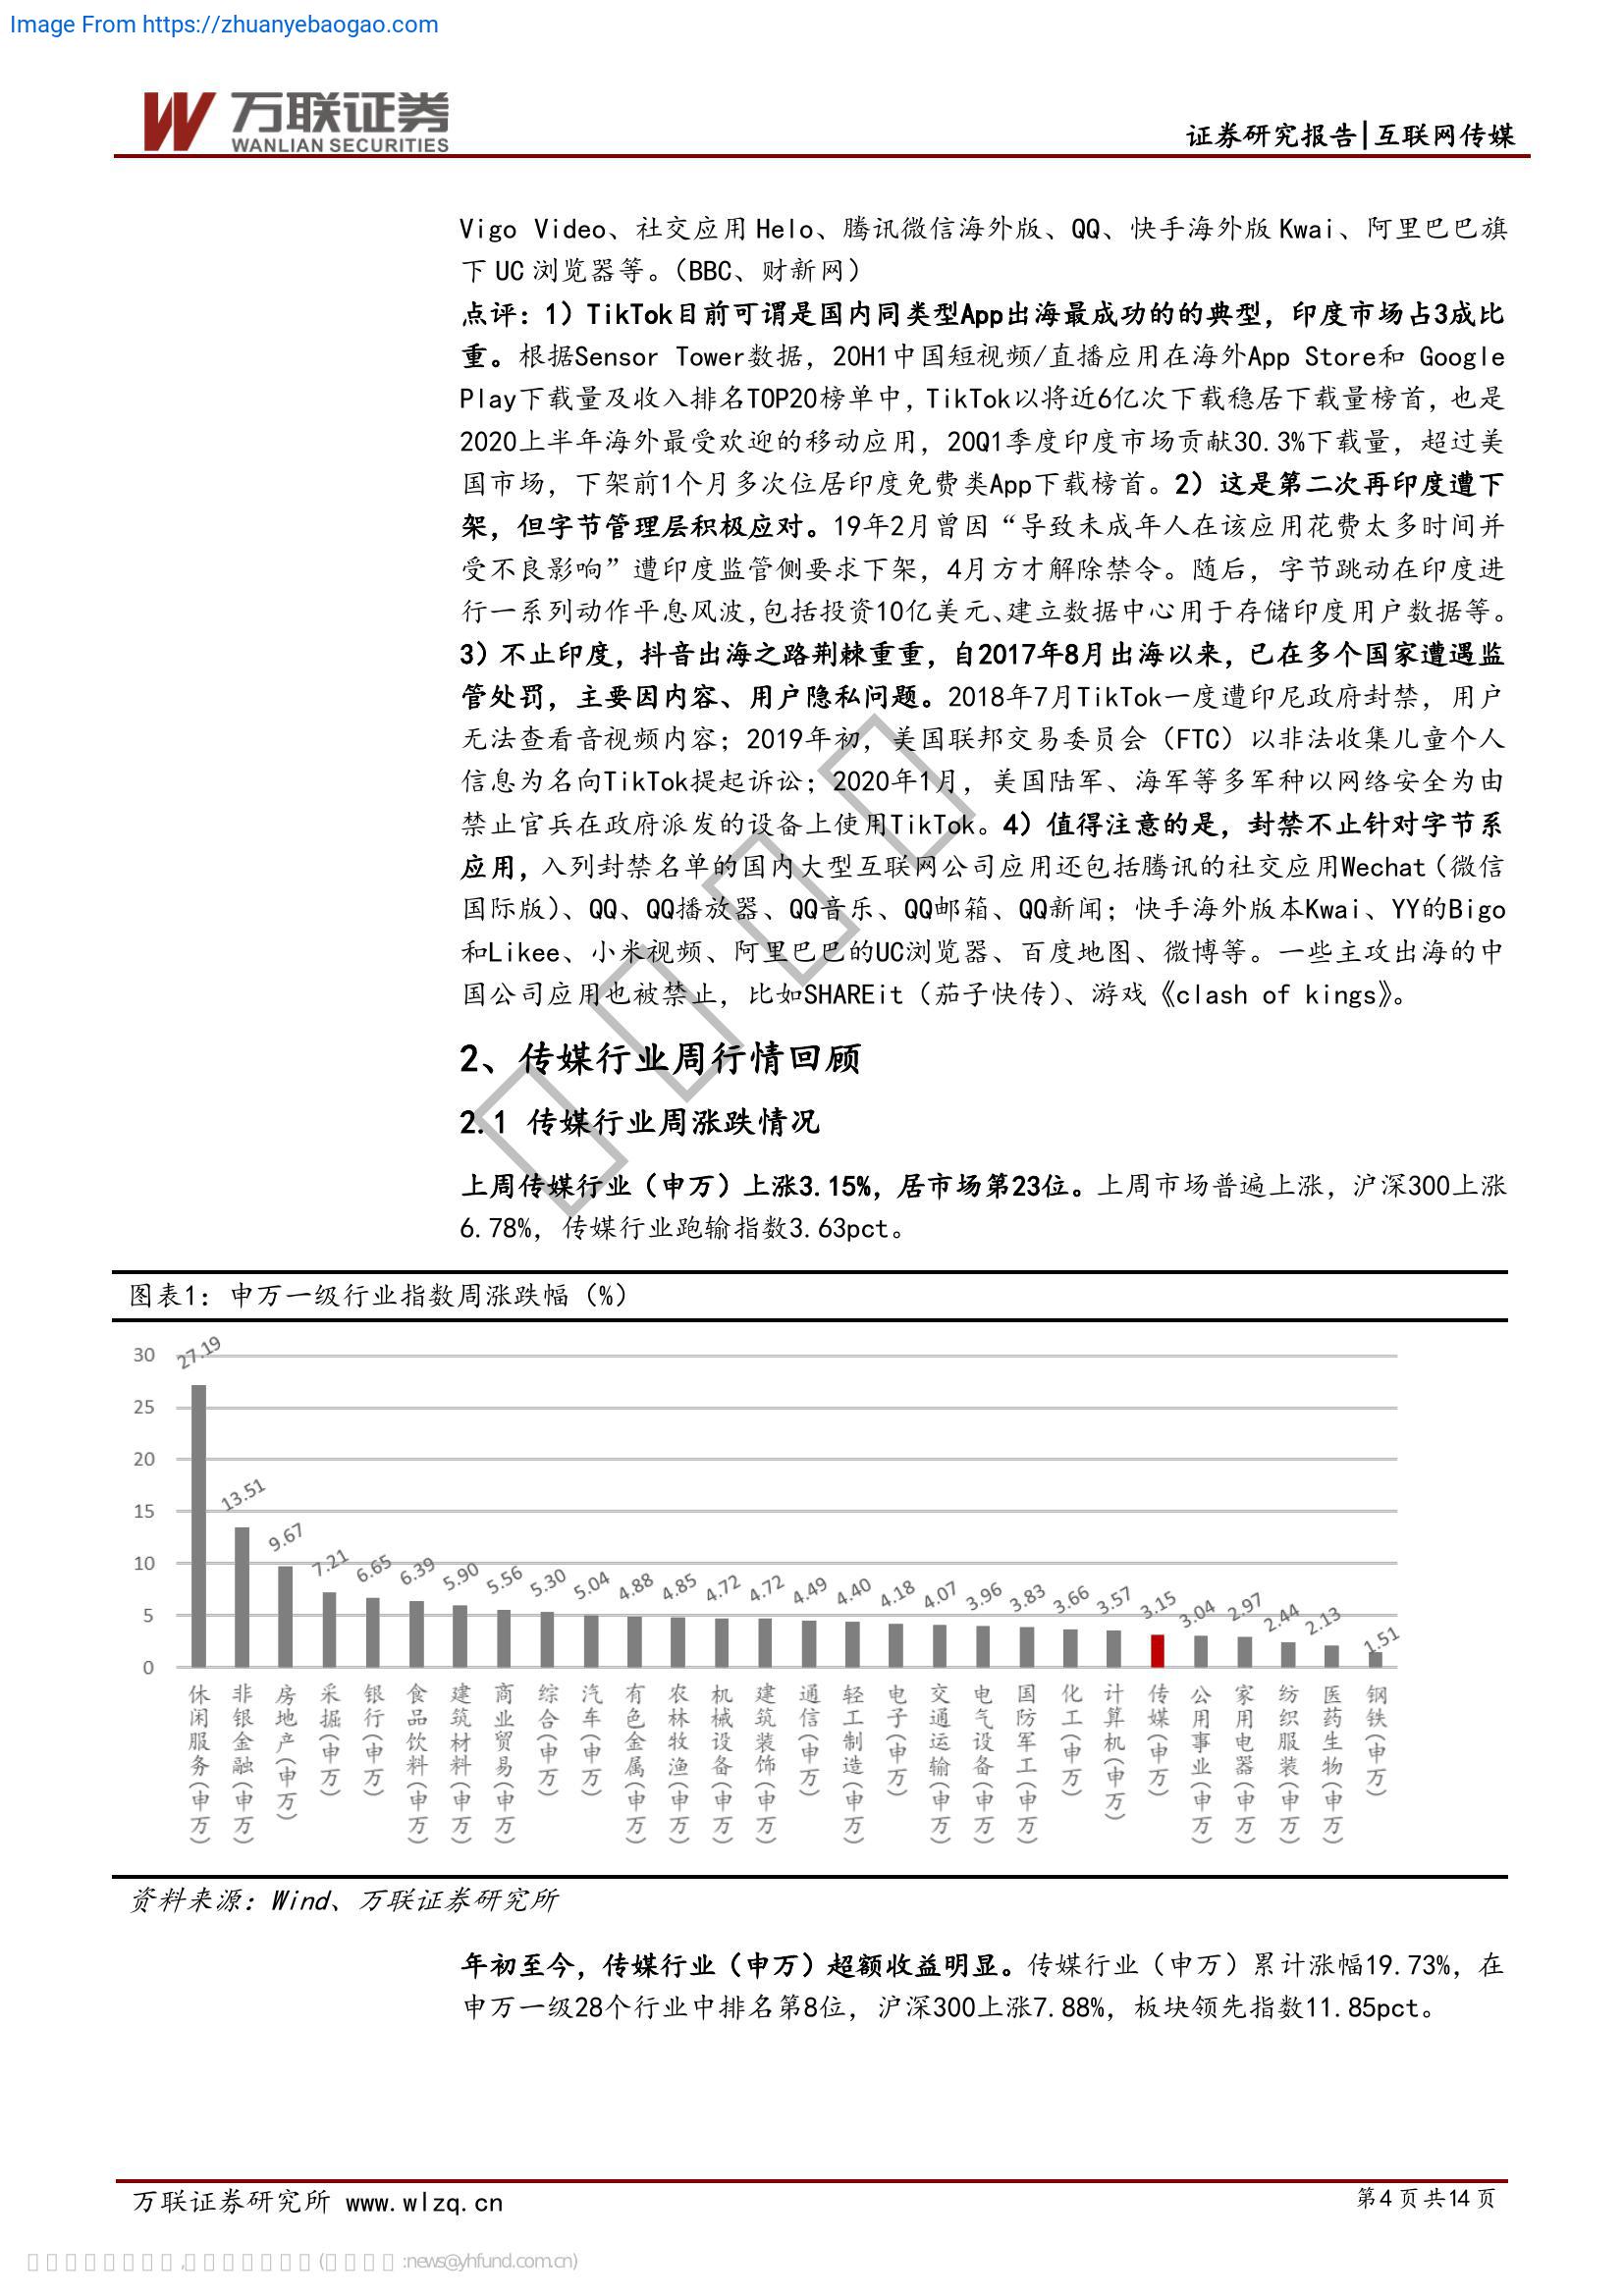 Image From https://zhuanyebaogao.com
万联证券
WANLIAN SECURITIES
证券研究报告|互联网传媒
Vigo Video、社交应用 Helo、腾讯微信海外版、QQ、快手海外版 Kwai、阿里巴巴旗
下 UC 浏览器等。（BBC、财新网）
点评：1）TikTok目前可谓是国内同类型App出海最成功的的典型，印度市场占3成比
重。根据Sensor Tower数据，20H1中国短视频/直播应用在海外App Store和 Google
Play下载量及收入排名TOP20榜单中，TikTok以将近6亿次下载稳居下载量榜首，也是
2020上半年海外最受欢迎的移动应用，20Q1季度印度市场贡献30.3%下载量，超过美
国市场，下架前1个月多次位居印度免费类App下载榜首。2）这是第二次再印度遭下
架，但字节管理层积极应对。19年2月曾因“导致未成年人在该应用花费太多时间并
受不良影响”遭印度监管侧要求下架，4月方才解除禁令。随后，字节跳动在印度进
行一系列动作平息风波，包括投资10亿美元、建立数据中心用于存储印度用户数据等。
3）不止印度，抖音出海之路荆棘重重，自2017年8月出海以来，已在多个国家遭遇监
管处罚，主要因内容、用户隐私问题。2018年7月TikTok一度遭印尼政府封禁，用户
无法查看音视频内容；2019年初，美国联邦交易委员会（FTC）以非法收集儿童个人
信息为名向TikTok提起诉讼；2020年1月，美国陆军、海军等多军种以网络安全为由
禁止官兵在政府派发的设备上使用TikTok。4）值得注意的是，封禁不止针对字节系
应用，入列封禁名单的国内大型互联网公司应用还包括腾讯的社交应用Wechat（微信
国际版）、QQ、QQ播放器、QQ音乐、QQ邮箱、QQ新闻；快手海外版本Kwai、YY的Bigo
和Likee、小米视频、阿里巴巴的UC浏览器、百度地图、微博等。一些主攻出海的中
国公司应用也被禁止，比如SHAREit（茄子快传）、游戏《clash of kings》。
2、传媒行业周行情回顾
2.1 传媒行业周涨跌情况
上周传媒行业（申万）上涨3.15%，居市场第23位。上周市场普遍上涨，沪深300上涨
6.78%，传媒行业跑输指数3.63pct。
图表1：申万一级行业指数周涨跌幅（%）
30
25
20
15
10
5
0
27.19
13.51
9.67
7.21
6.65
6.39
5.90
5.56
5.30
5.04
4.88
4.85
4.72
4.72
4.49
4.40
4.18
4.07
3.96
3.83
3.66
3.57
3.15
3.04
2.97
2.44
2.13
1.51
休闲服务(申万)
非银金融(申万)
房地产(申万)
采掘(申万)
银行(申万)
食品饮料(申万)
建筑材料(申万)
商业贸易(申万)
综合(申万)
汽车(申万)
有色金属(申万)
农林牧渔(申万)
机械设备(申万)
建筑装饰(申万)
通信(申万)
轻工制造(申万)
电子(申万)
交通运输(申万)
电气设备(申万)
国防军工(申万)
化工(申万)
计算机(申万)
传媒(申万)
公用事业(申万)
家用电器(申万)
纺织服装(申万)
医药生物(申万)
钢铁(申万)
资料来源：Wind、万联证券研究所
年初至今，传媒行业（申万）超额收益明显。传媒行业（申万）累计涨幅19.73%，在
申万一级28个行业中排名第8位，沪深300上涨7.88%，板块领先指数11.85pct。
万联证券研究所 www.wlzq.cn
第4页共14页
:news@yhfund.com.cn)